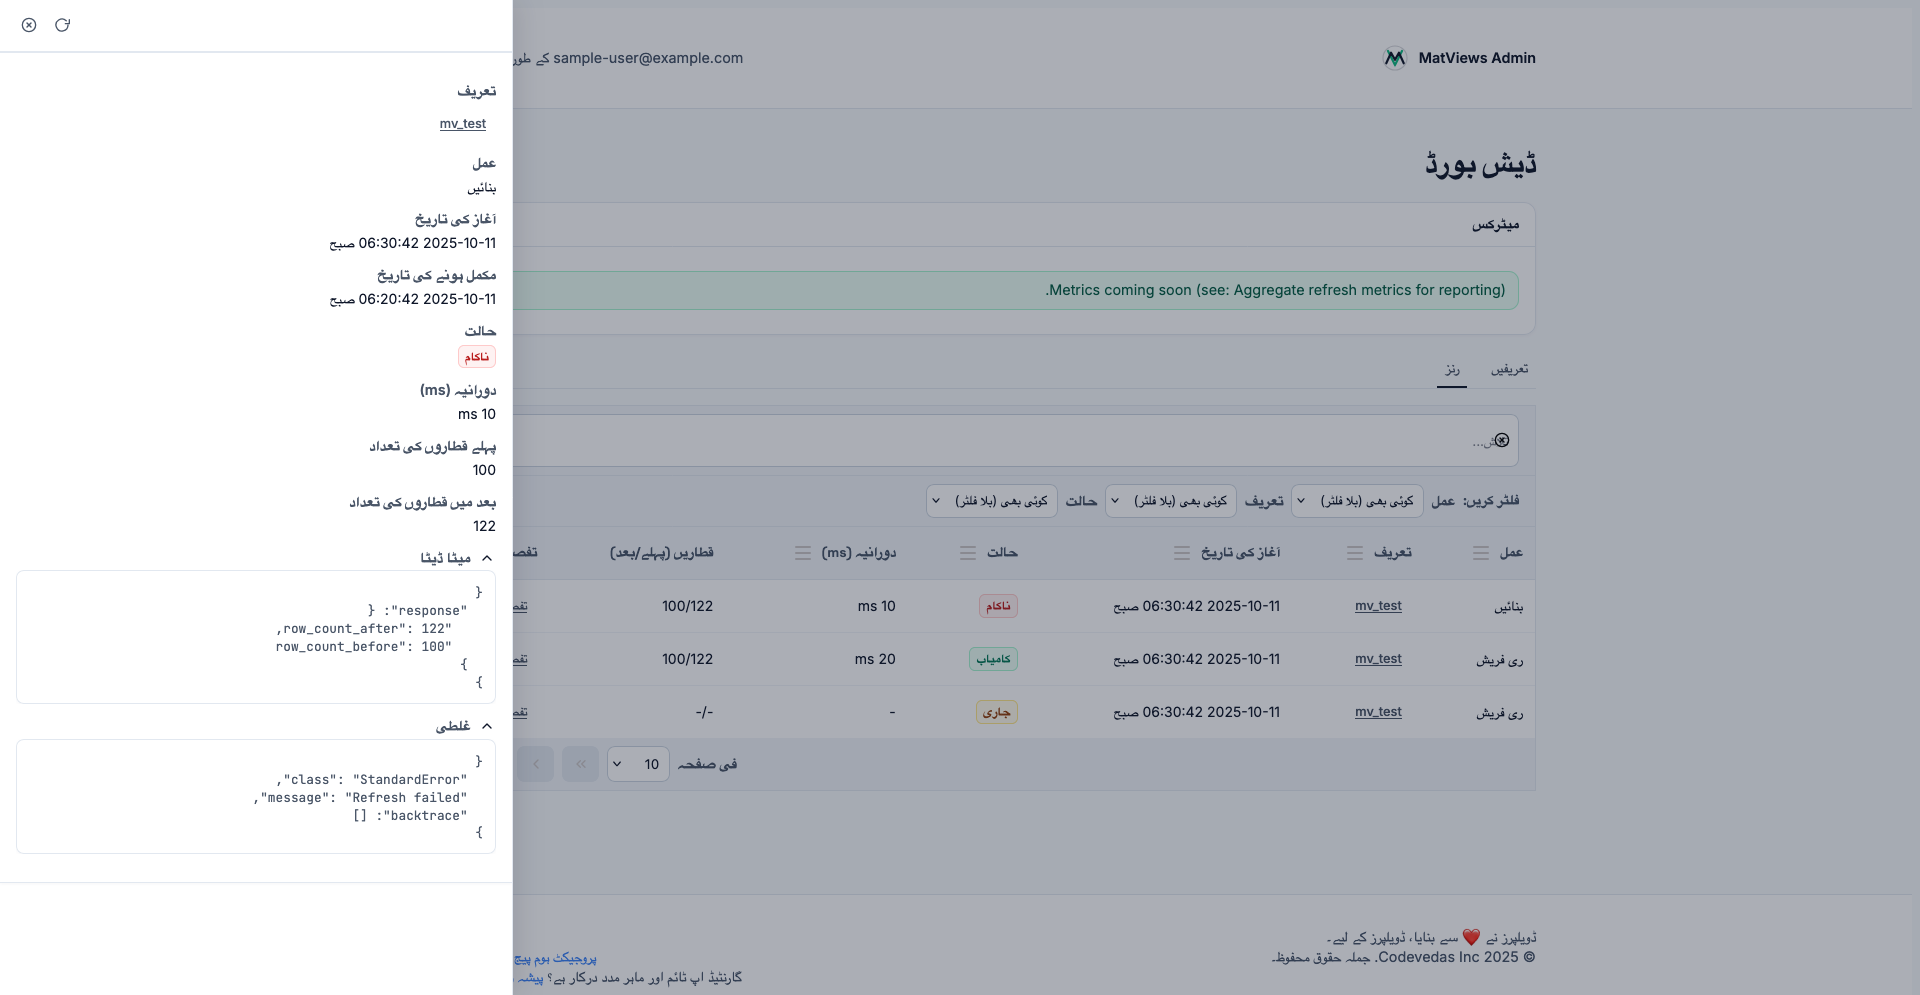 تعریف
mv_test
عمل
بنائیں
آغاز کی تاریخ
2025-10-11 06:30:42 صبح
مکمل ہونے کی تاریخ
2025-10-11 06:20:42 صبح
حالت
ناکام
دورانیہ (ms)
10 ms
پہلے قطاروں کی تعداد
100
بعد میں قطاروں کی تعداد
122
میٹا ڈیٹا
{
"response": {
"row_count_after": 122,
"row_count_before": 100
}
}
غلطی
{
"class": "StandardError",
"message": "Refresh failed",
"backtrace": []
}
MatViews Admin
sample-user@example.com کے طور
ڈیش بورڈ
میٹرکس
Metrics coming soon (see: Aggregate refresh metrics for reporting).
تعریفیں رنز
فلٹر کریں: عمل کوئی بھی (بلا فلٹر) تعریف کوئی بھی (بلا فلٹر) حالت کوئی بھی (بلا فلٹر)
عمل تعریف آغاز کی تاریخ حالت دورانیہ (ms) قطاریں (پہلے/بعد)
بنائیں mv_test 2025-10-11 06:30:42 صبح ناکام 10 ms 100/122
ری فریش mv_test 2025-10-11 06:30:42 صبح کامیاب 20 ms 100/122
ری فریش mv_test 2025-10-11 06:30:42 صبح جاری - -/-
فی صفحہ 10 » ›
ڈویلپرز نے ❤️ سے بنایا، ڈویلپرز کے لیے۔
© 2025 Codevedas Inc. جملہ حقوق محفوظ۔
پروجیکٹ ہوم پیج
گارنٹیڈ اپ ٹائم اور ماہر مدد درکار ہے؟ پیشہ